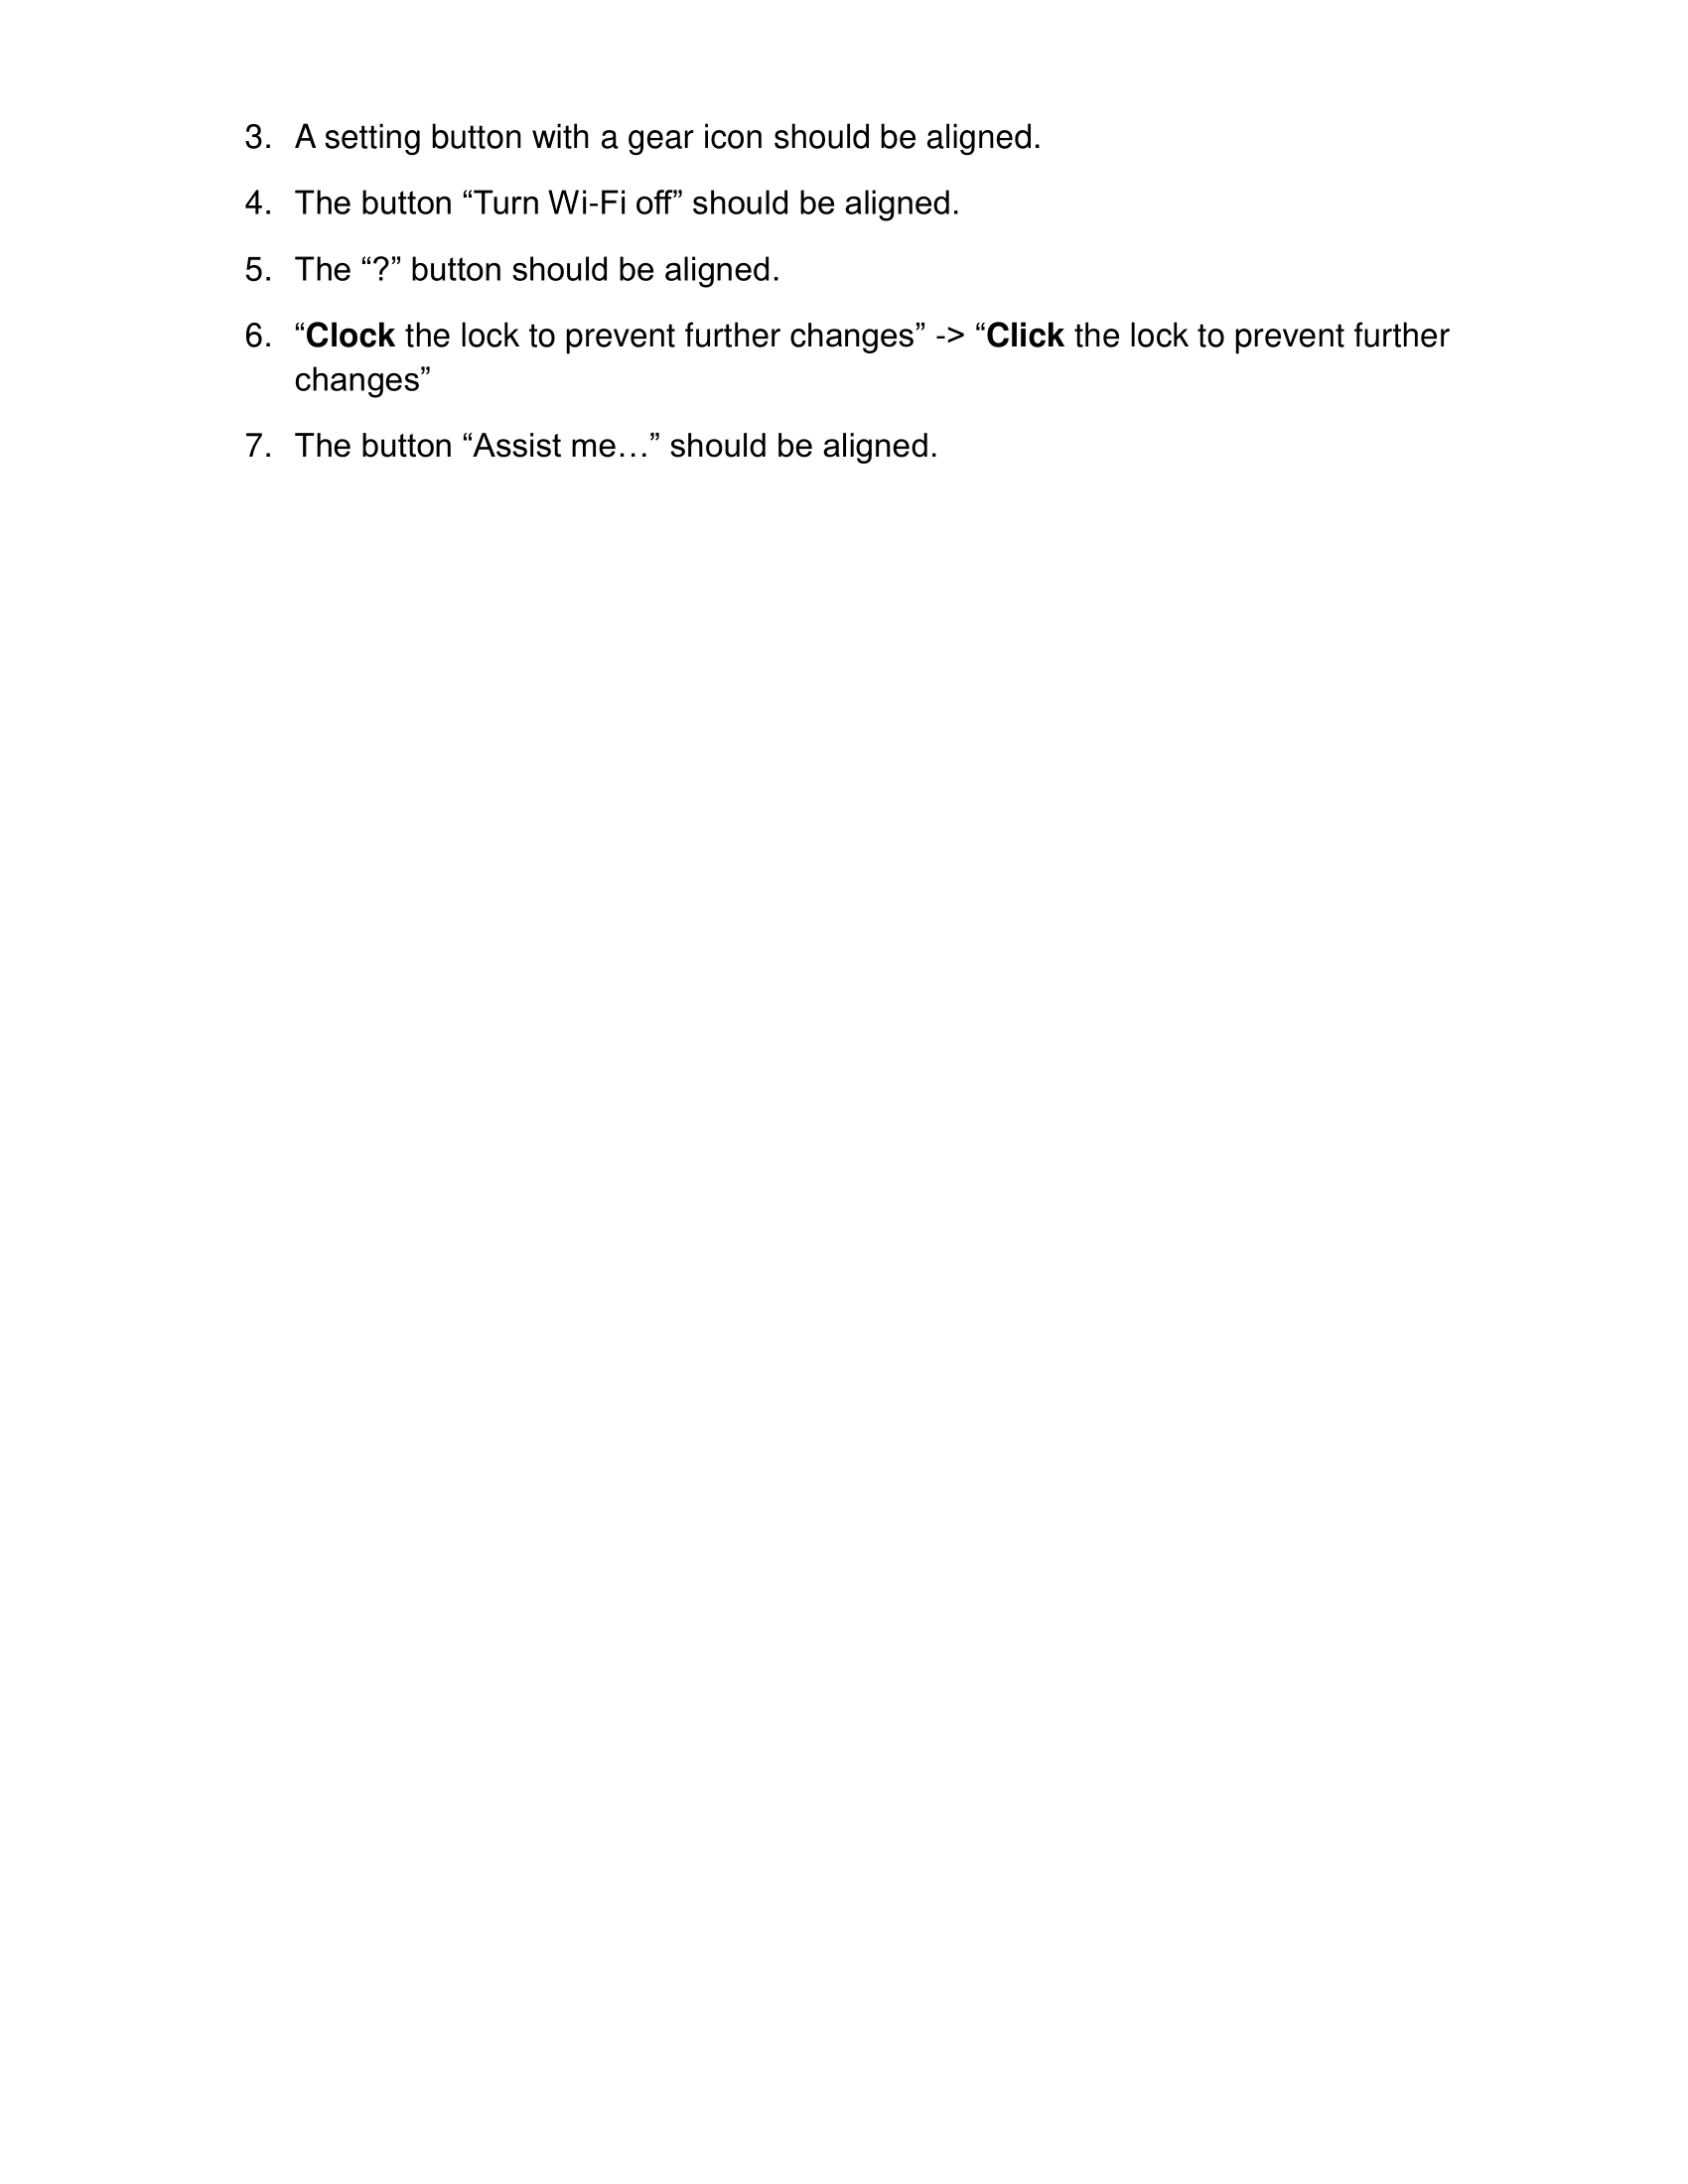 3. A setting button with a gear icon should be aligned.
4. The button “Turn Wi-Fi off” should be aligned.
5. The “?” button should be aligned.
6. “Clock the lock to prevent further changes” -> “Click the lock to prevent further
changes”
7. The button “Assist me…” should be aligned.